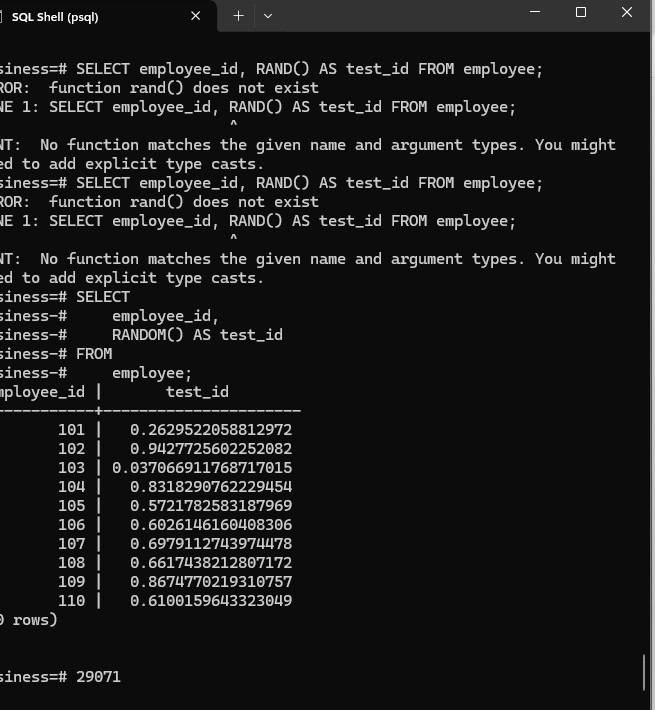 SQL Shell (psql)
siness=# SELECT employee_id, RAND() AS test_id FROM employee;
ROR:  function rand() does not exist
NE 1: SELECT employee_id, RAND() AS test_id FROM employee;
^
NT:  No function matches the given name and argument types. You might
ed to add explicit type casts.
siness=# SELECT employee_id, RAND() AS test_id FROM employee;
ROR:  function rand() does not exist
NE 1: SELECT employee_id, RAND() AS test_id FROM employee;
^
NT:  No function matches the given name and argument types. You might
ed to add explicit type casts.
siness=# SELECT
siness-#     employee_id,
siness-#     RANDOM() AS test_id
siness-# FROM
siness-#     employee;
mployee_id |       test_id
-----------+----------------------
101 |   0.2629522058812972
102 |   0.9427725602252082
103 | 0.037066911768717015
104 |   0.8318290762229454
105 |   0.5721782583187969
106 |   0.6026146160408306
107 |   0.6979112743974478
108 |   0.6617438212807172
109 |   0.8674770219310757
110 |   0.6100159643323049
0 rows)
siness=# 29071